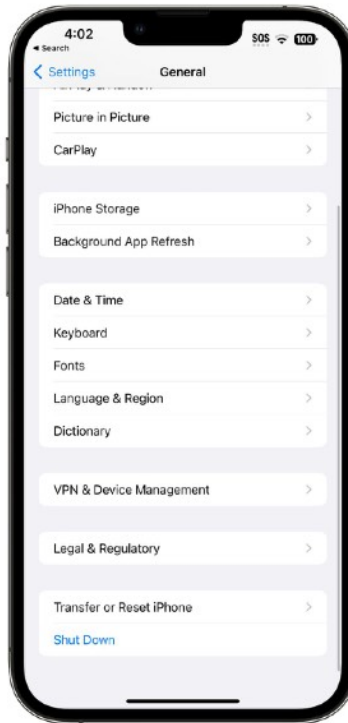 4:02
SOS
100
Search
Settings
General
Picture in Picture
CarPlay
iPhone Storage
Background App Refresh
Date & Time
Keyboard
Fonts
Language & Region
Dictionary
VPN & Device Management
Legal & Regulatory
Transfer or Reset iPhone
Shut Down